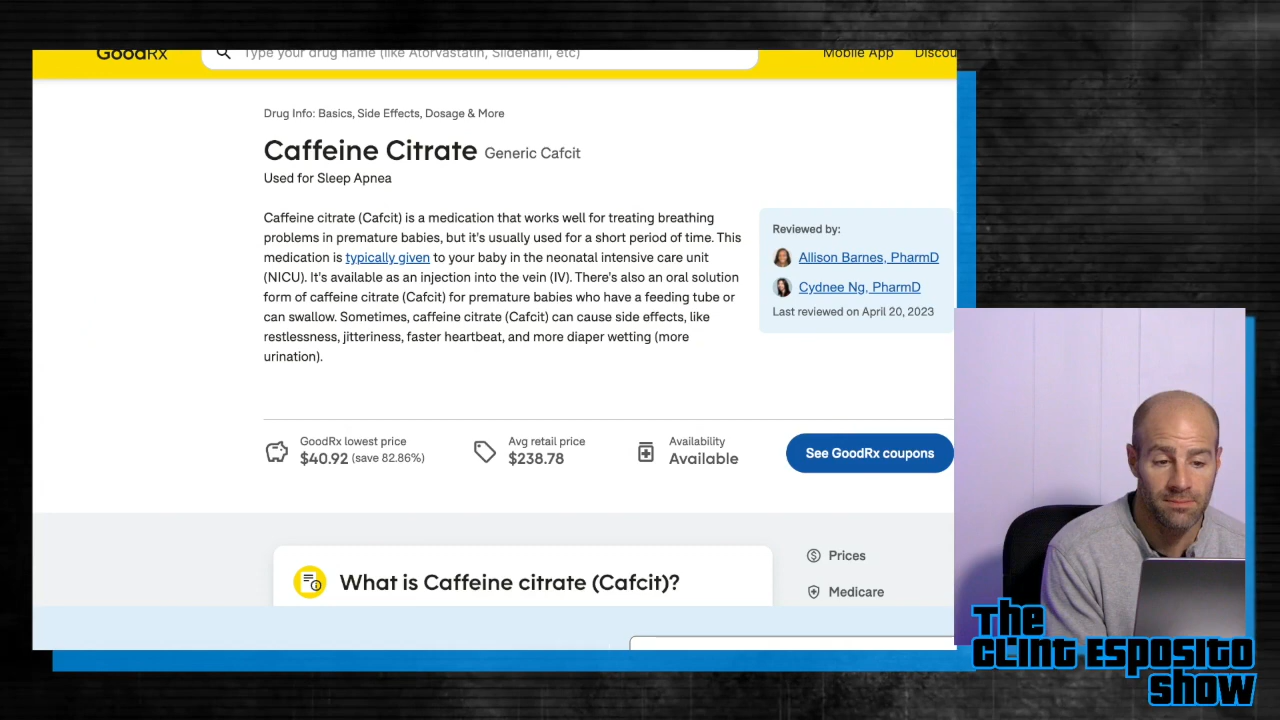 GoodRx
Type your drug name (like Atorvastatin, Sildenafil, etc)
Mobile App
Drug Info: Basics, Side Effects, Dosage & More
Caffeine Citrate Generic Cafcit
Used for Sleep Apnea
Caffeine citrate (Cafcit) is a medication that works well for treating breathing
problems in premature babies, but it's usually used for a short period of time. This
medication is typically given to your baby in the neonatal intensive care unit
(NICU). It's available as an injection into the vein (IV). There's also an oral solution
form of caffeine citrate (Cafcit) for premature babies who have a feeding tube or
can swallow. Sometimes, caffeine citrate (Cafcit) can cause side effects, like
restlessness, jitteriness, faster heartbeat, and more diaper wetting (more
urination).
Reviewed by:
Allison Barnes, PharmD
Cydnee Ng, PharmD
Last reviewed on April 20, 2023
GoodRx lowest price
$40.92 (save 82.86%)
Avg retail price
$238.78
Availability
Available
See GoodRx coupons
What is Caffeine citrate (Cafcit)?
Prices
Medicare
The
CLINT ESPOSITO
SHOW